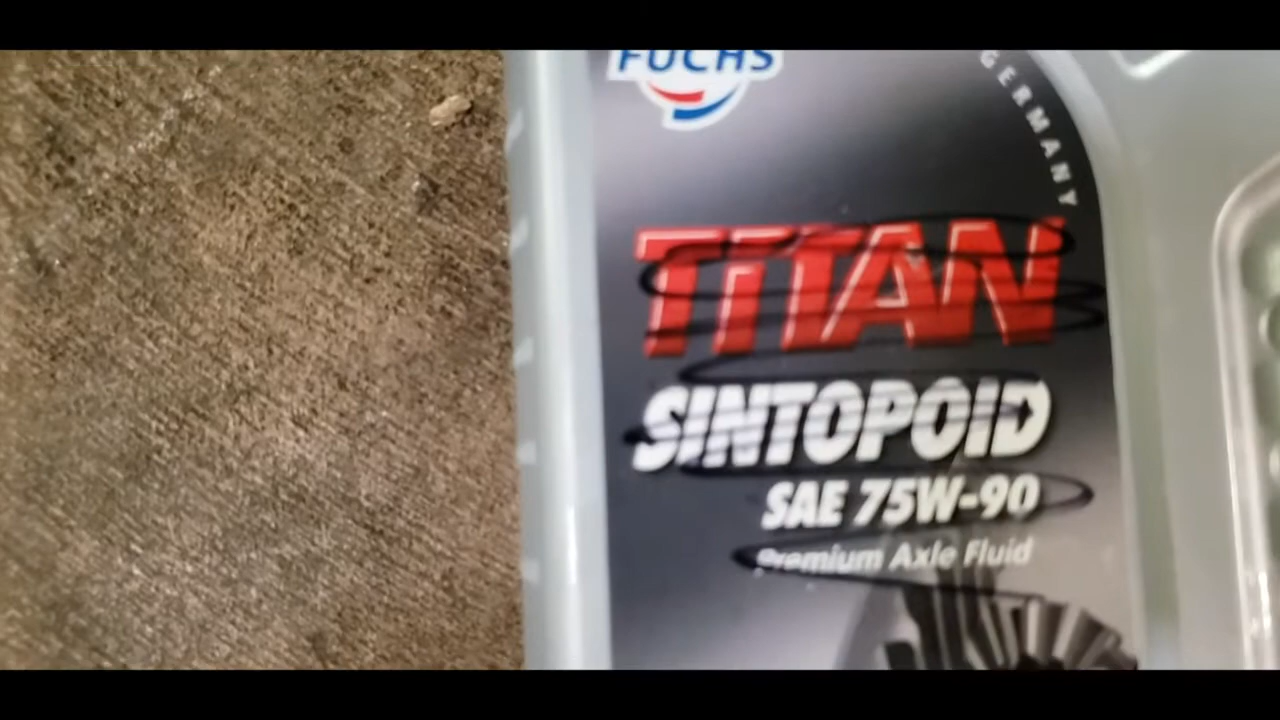 FUCHS
GERMANY
TITAN
SINTOPOID
SAE 75W-90
Premium Axle Fluid